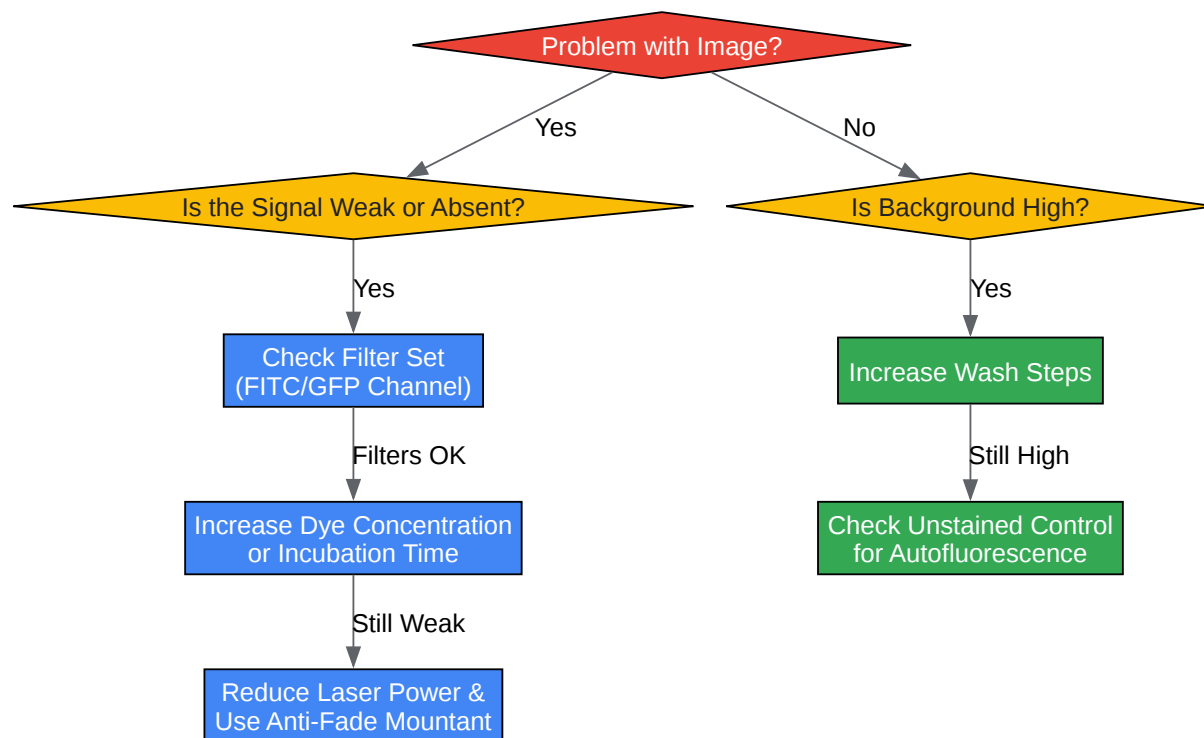 Problem with Image?
Yes
No
Is the Signal Weak or Absent?
Is Background High?
Yes
Yes
Check Filter Set
(FITC/GFP Channel)
Increase Wash Steps
Filters OK
Still High
Increase Dye Concentration
or Incubation Time
Check Unstained Control
for Autofluorescence
Still Weak
Reduce Laser Power &
Use Anti-Fade Mountant